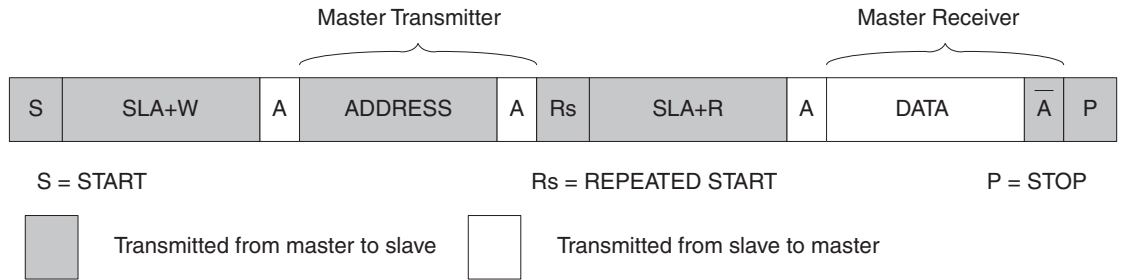 Master Transmitter Master Receiver
S SLA+W A ADDRESS A Rs SLA+R A DATA A̅ P
S = START Rs = REPEATED START P = STOP
Transmitted from master to slave Transmitted from slave to master